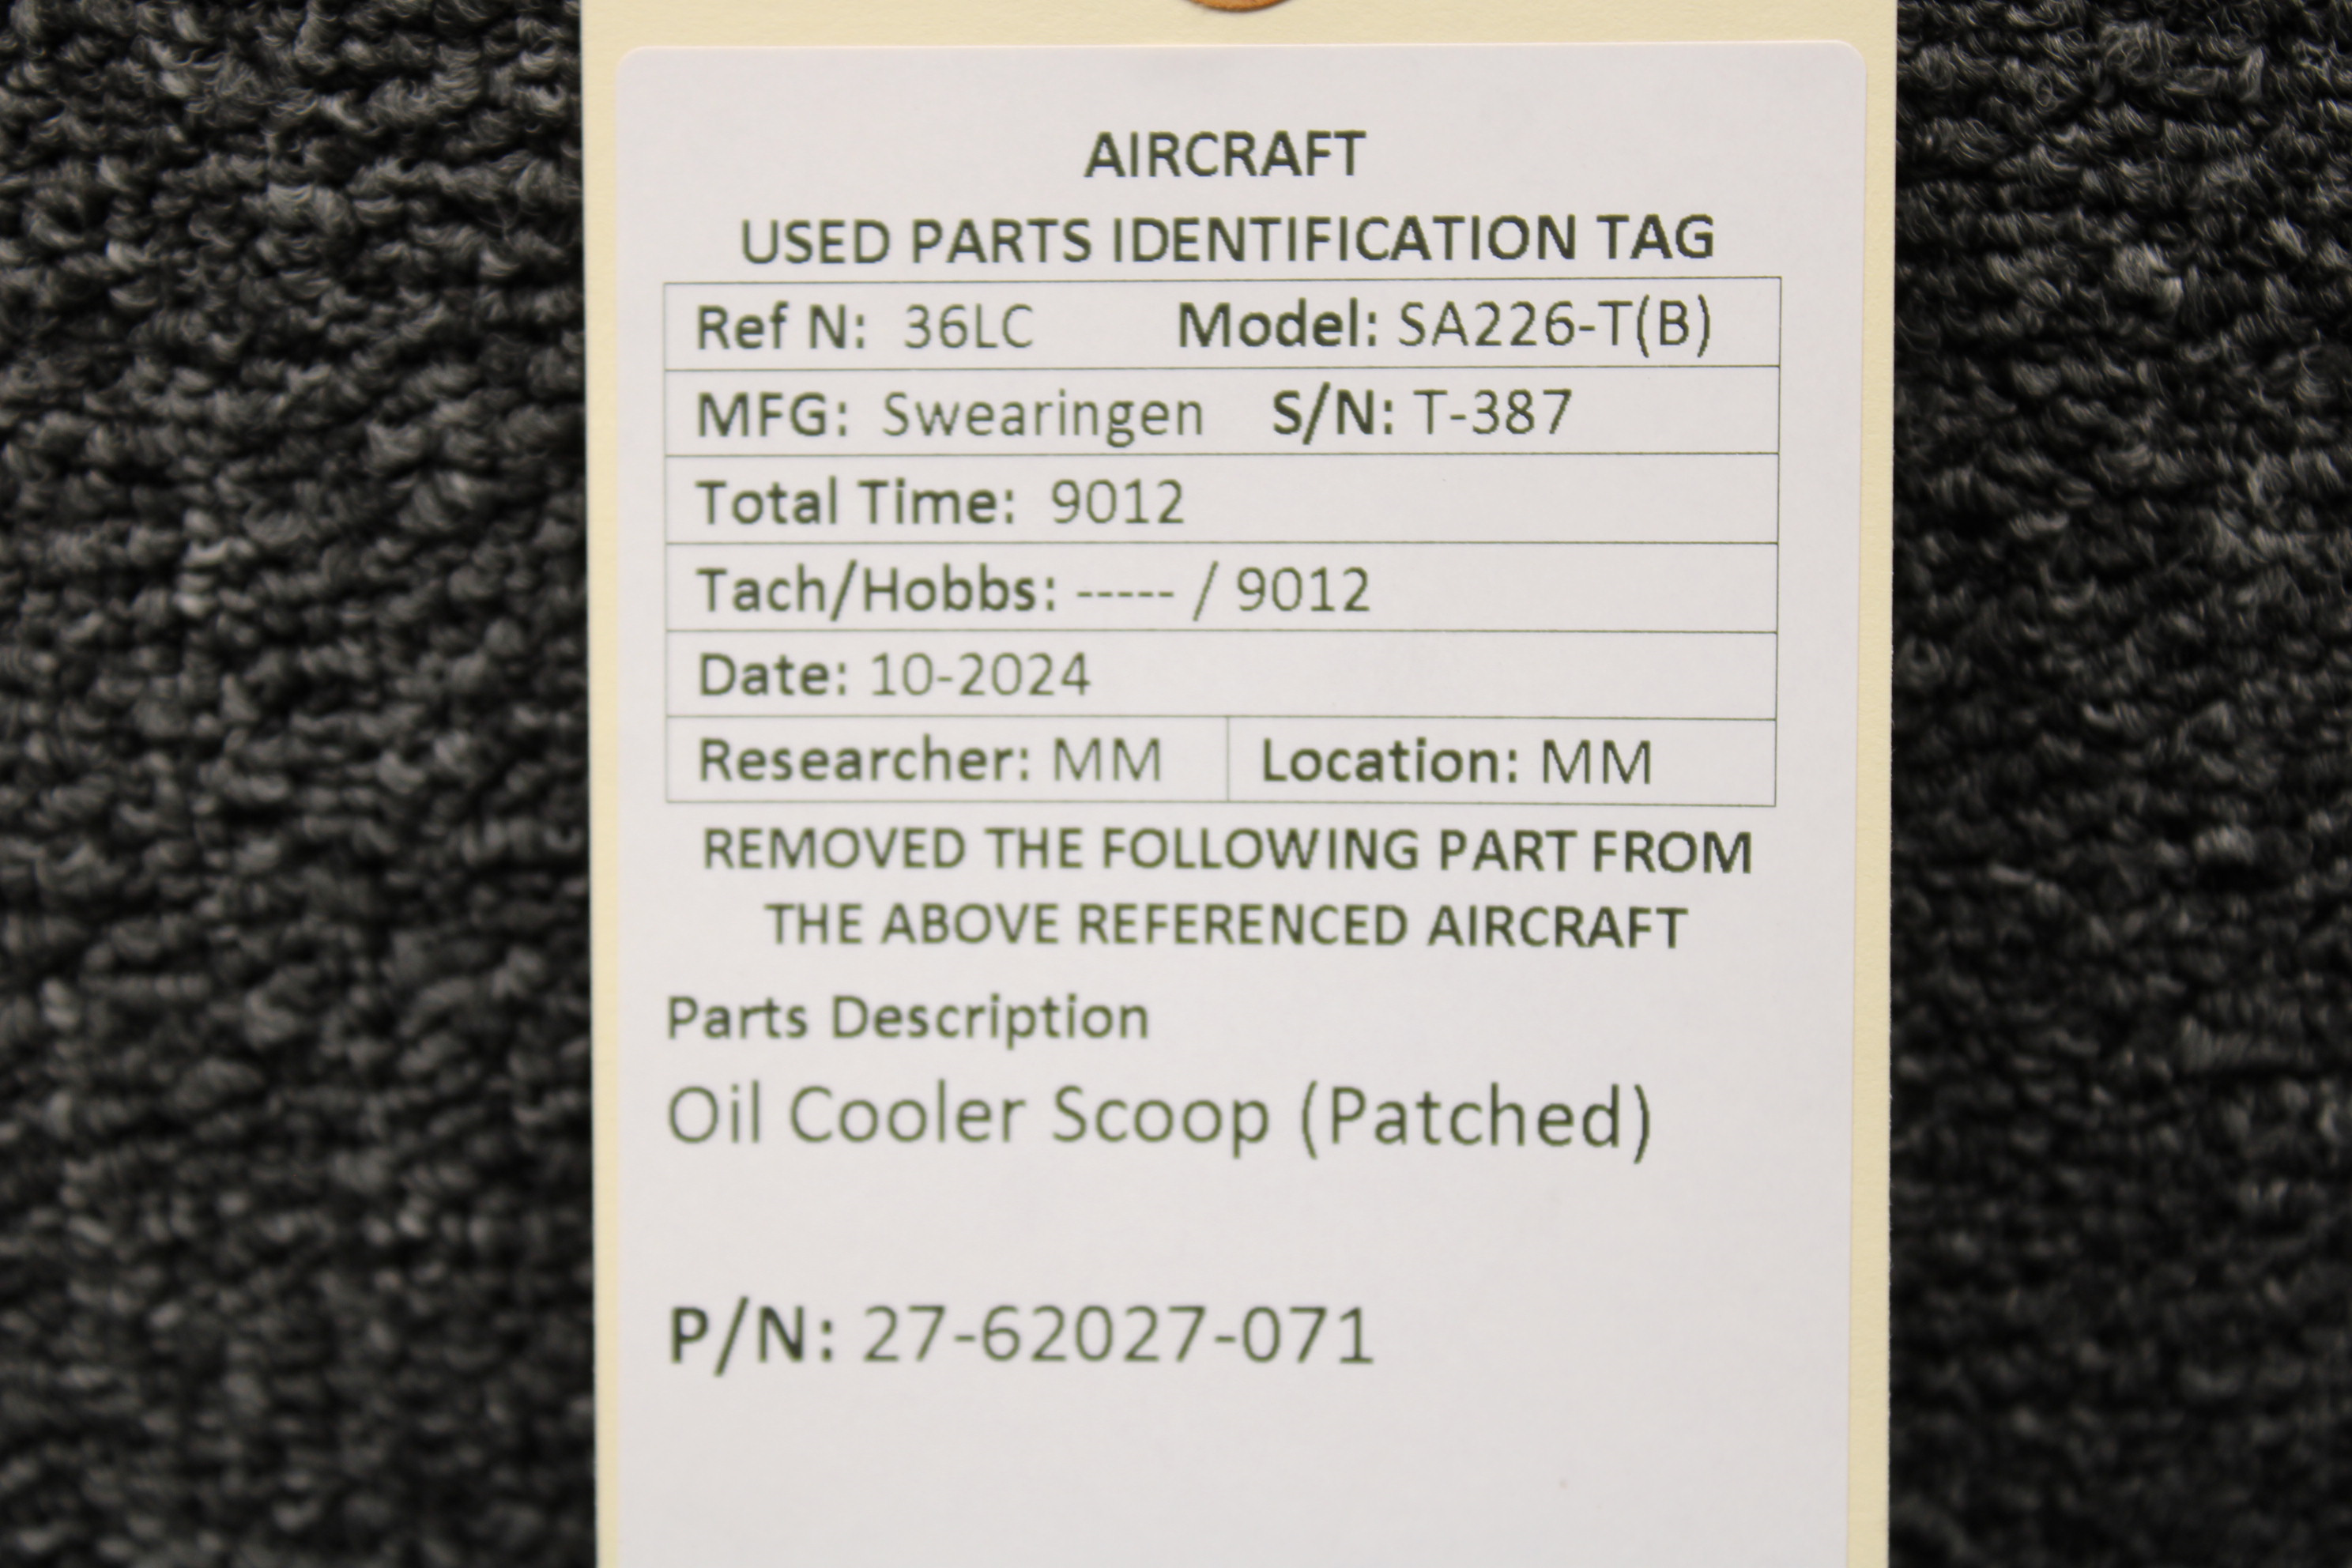 AIRCRAFT
USED PARTS IDENTIFICATION TAG
Ref N: 36LC Model: SA226-T(B)
MFG: Swearingen S/N: T-387
Total Time: 9012
Tach/Hobbs: ----- / 9012
Date: 10-2024
Researcher: MM Location: MM
REMOVED THE FOLLOWING PART FROM
THE ABOVE REFERENCED AIRCRAFT
Parts Description
Oil Cooler Scoop (Patched)
P/N: 27-62027-071